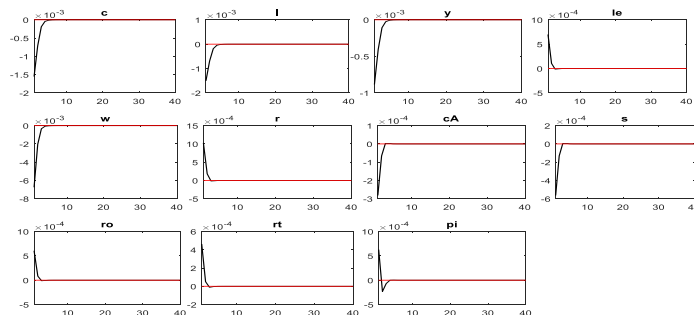 c l y le
×10⁻³ ×10⁻³ ×10⁻³ ×10⁻⁴
0 -0.5 -1 -1.5 -2
1 0 -1 -2
0 -0.5 -1
10 5 0 -5
10 20 30 40 10 20 30 40 10 20 30 40 10 20 30 40
w r cA s
×10⁻³ ×10⁻⁴ ×10⁻⁴ ×10⁻⁴
0 -2 -4 -6 -8
15 10 5 0 -5
1 0 -1 -2 -3
2 0 -2 -4 -6
10 20 30 40 10 20 30 40 10 20 30 40 10 20 30 40
ro rt pi
×10⁻⁴ ×10⁻⁴ ×10⁻⁴
10 5 0 -5
6 4 2 0 -2
10 5 0 -5
10 20 30 40 10 20 30 40 10 20 30 40